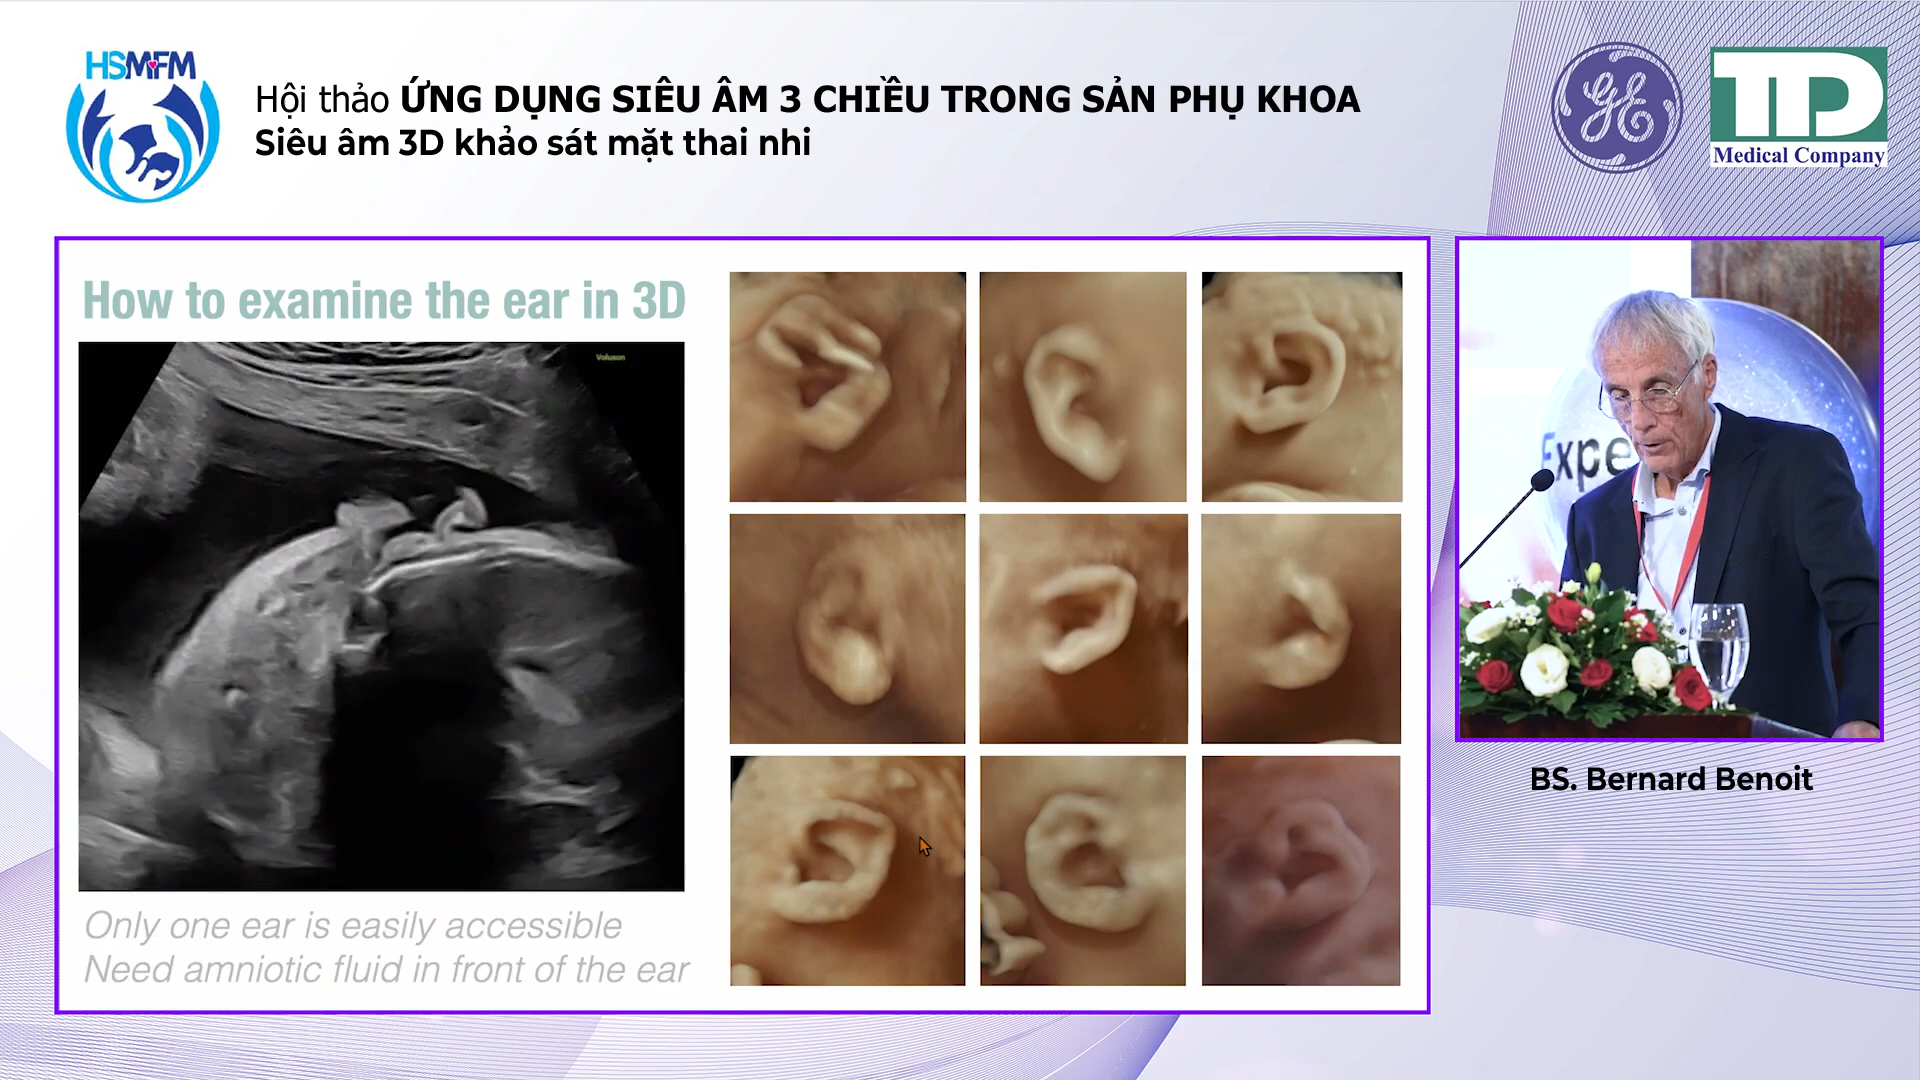 HSMFM
Hội thảo ỨNG DỤNG SIÊU ÂM 3 CHIỀU TRONG SẢN PHỤ KHOA
Siêu âm 3D khảo sát mặt thai nhi
GE
TD
Medical Company
How to examine the ear in 3D
Voluson
Only one ear is easily accessible
Need amniotic fluid in front of the ear
Expe
BS. Bernard Benoit